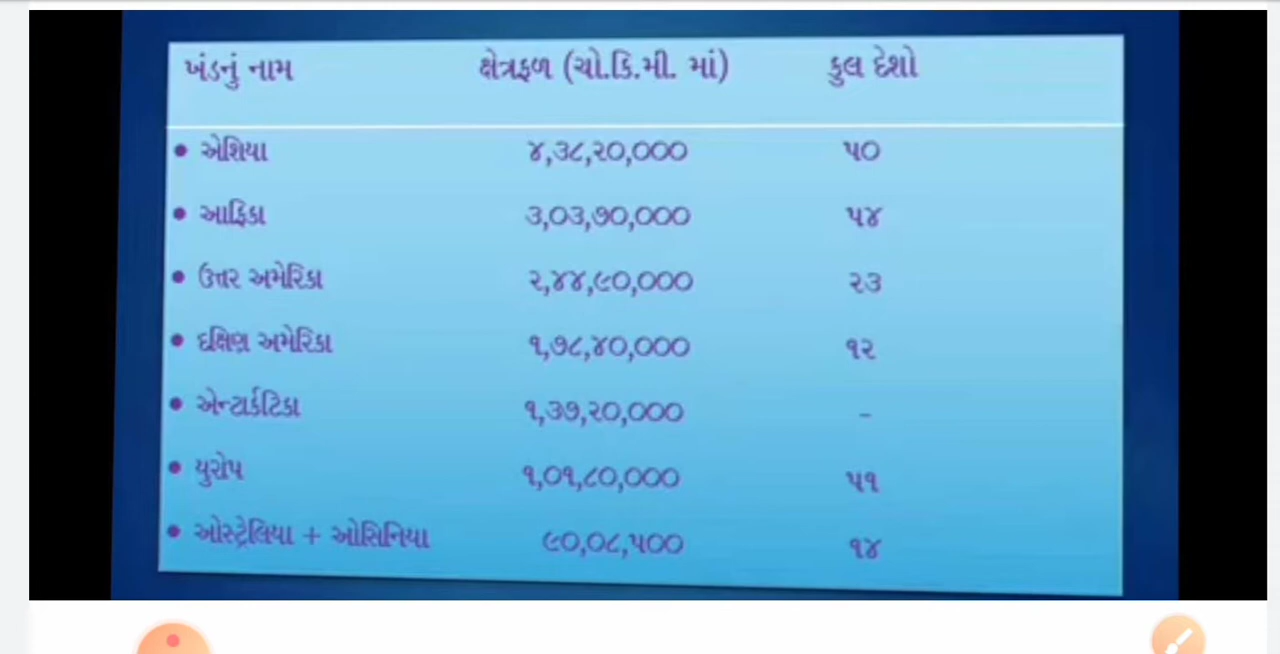 ખંડનું નામ ક્ષેત્રફળ (ચો.કિ.મી. માં) કુલ દેશો
• એશિયા ૪,૩૮,૨૦,૦૦૦ ૫૦
• આફ્રિકા ૩,૦૩,૭૦,૦૦૦ ૫૪
• ઉત્તર અમેરિકા ૨,૪૪,૯૦,૦૦૦ ૨૩
• દક્ષિણ અમેરિકા ૧,૭૮,૪૦,૦૦૦ ૧૨
• એન્ટાર્કટિકા ૧,૩૭,૨૦,૦૦૦ –
• યુરોપ ૧,૦૧,૮૦,૦૦૦ ૫૧
• ઓસ્ટ્રેલિયા + ઓસિનિયા ૯૦,૦૮,૫૦૦ ૧૪